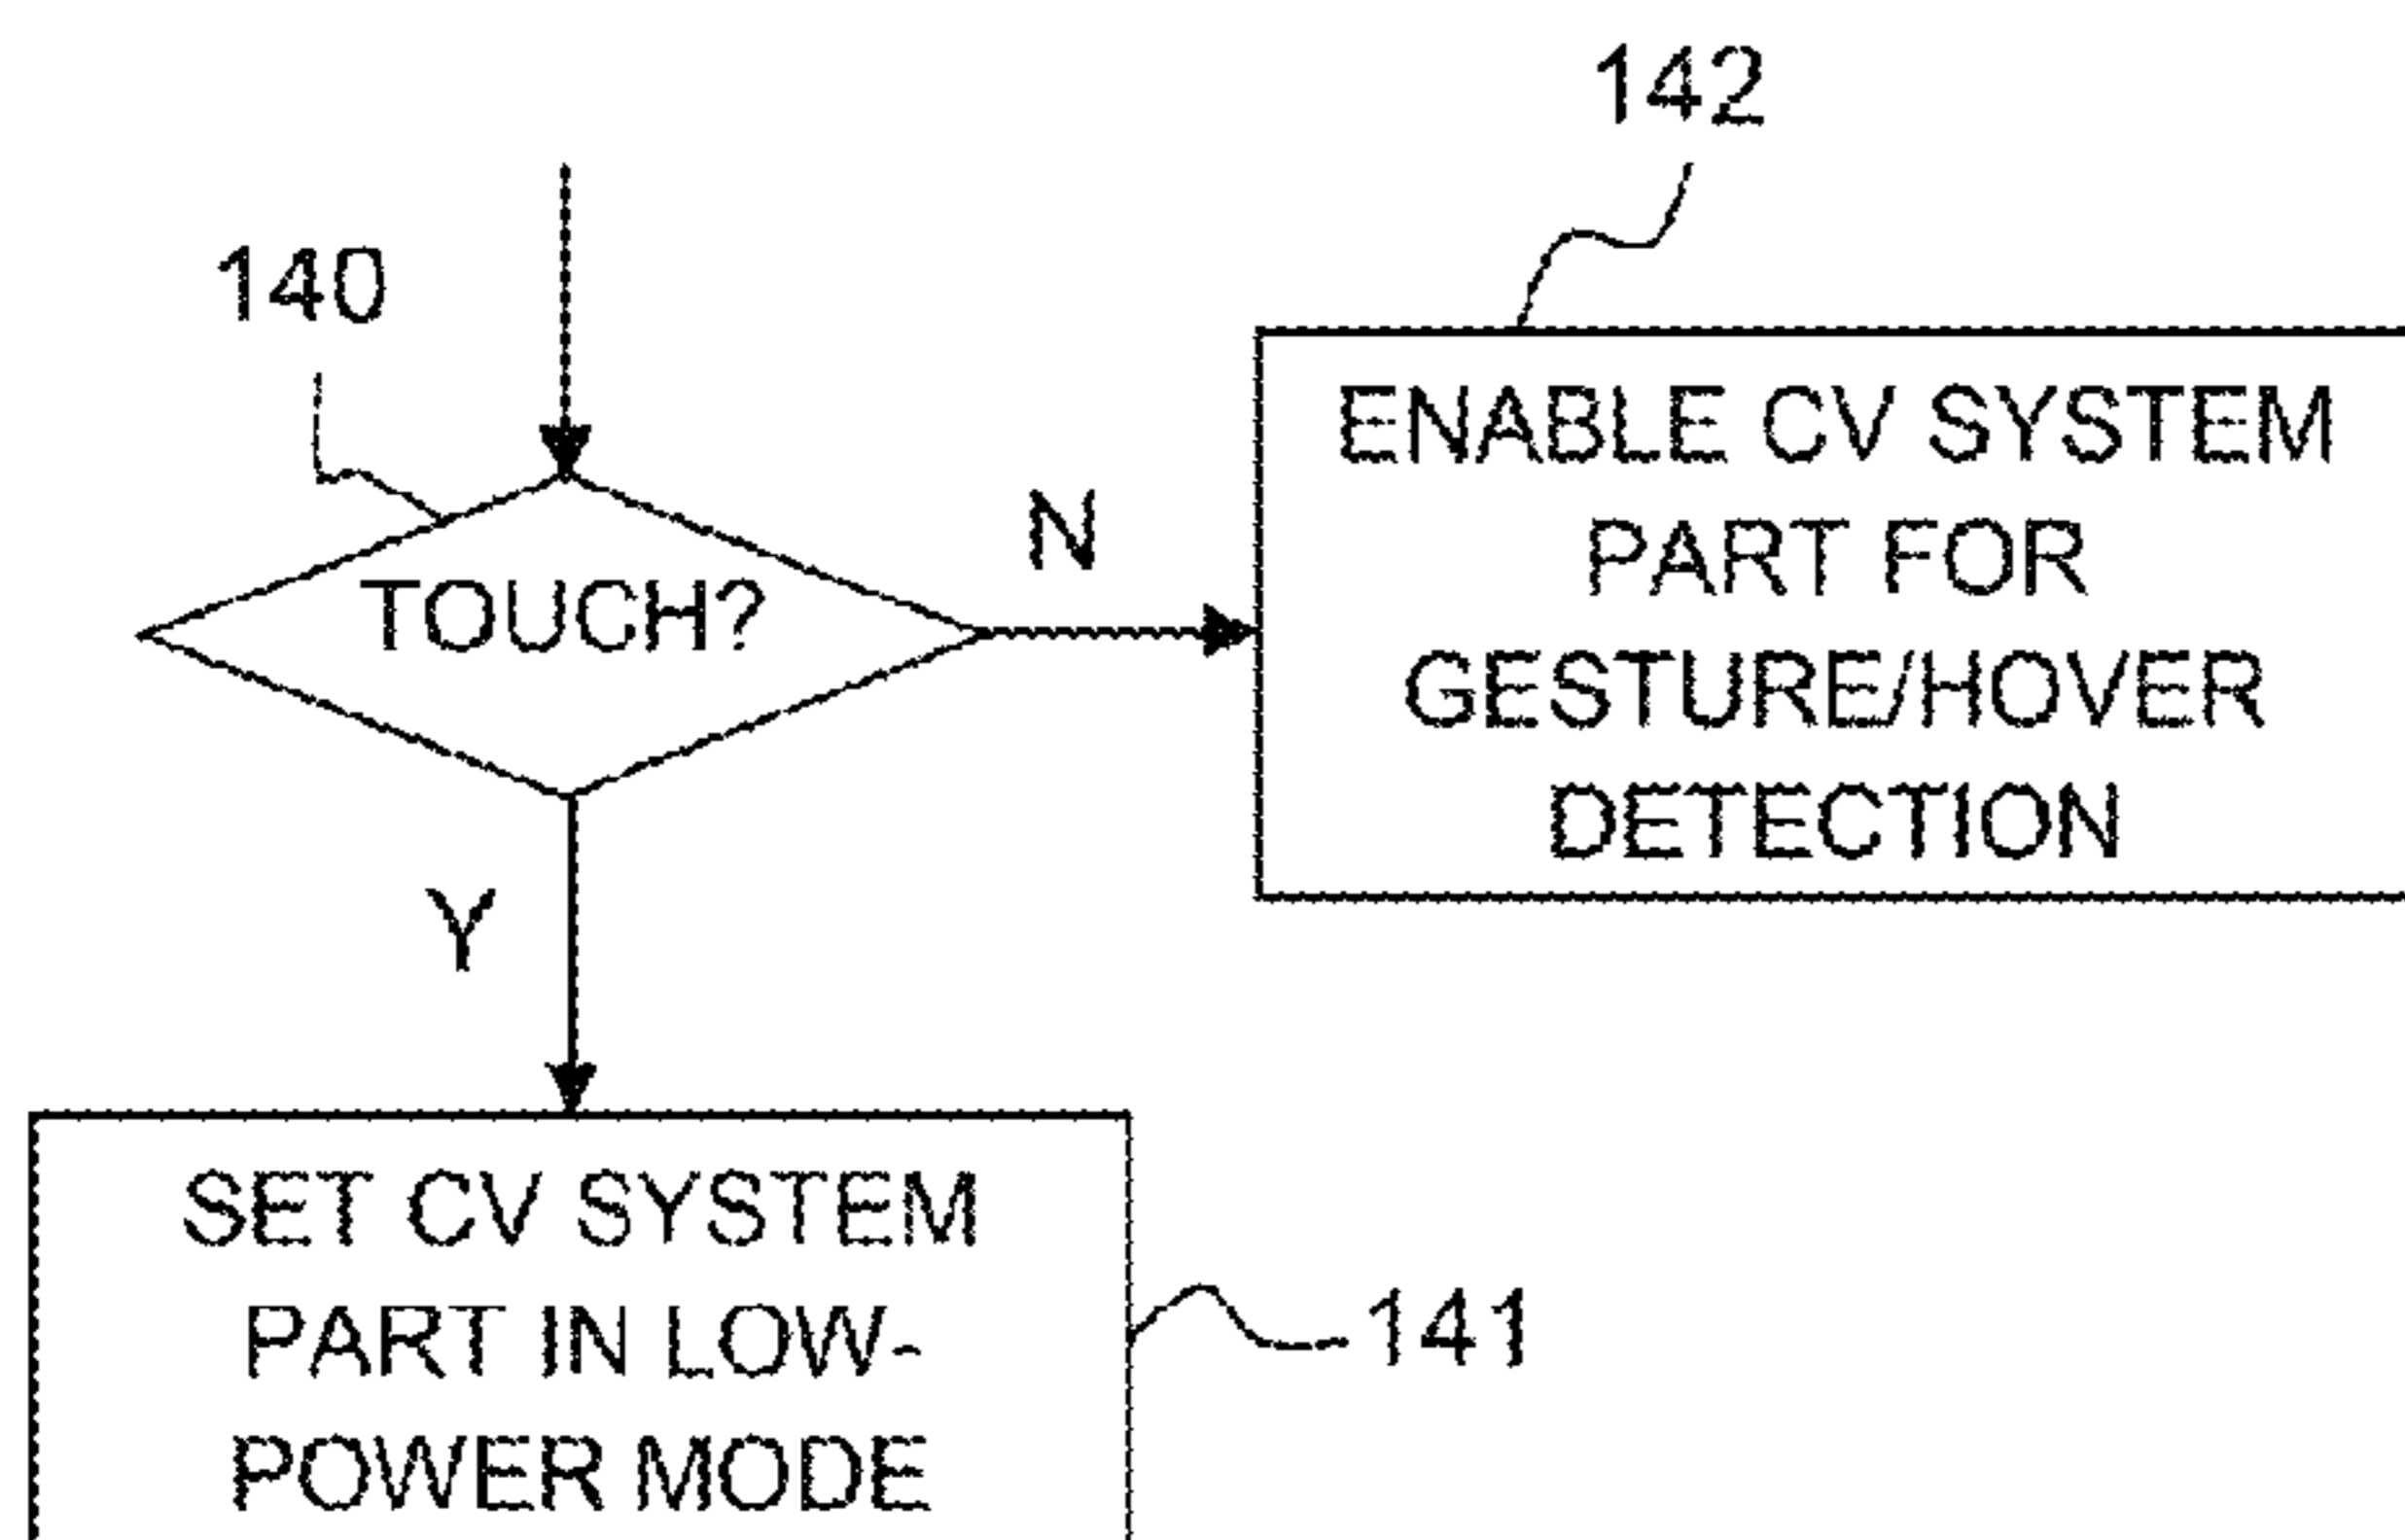 142
140
ENABLE CV SYSTEM
PART FOR
GESTURE/HOVER
DETECTION
N
TOUCH?
Y
SET CV SYSTEM
PART IN LOW-
POWER MODE
141